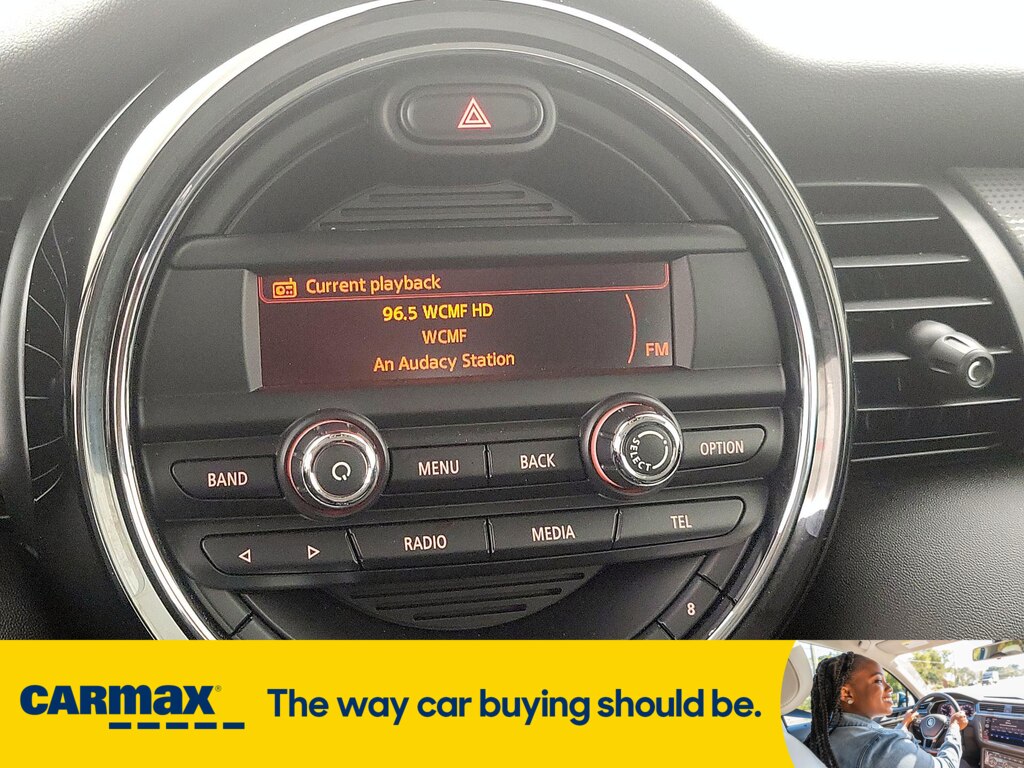 Current playback
96.5 WCMF HD
WCMF
An Audacy Station
FM
BAND
MENU
BACK
SELECT
OPTION
RADIO
MEDIA
TEL
8
CARMAX®
The way car buying should be.